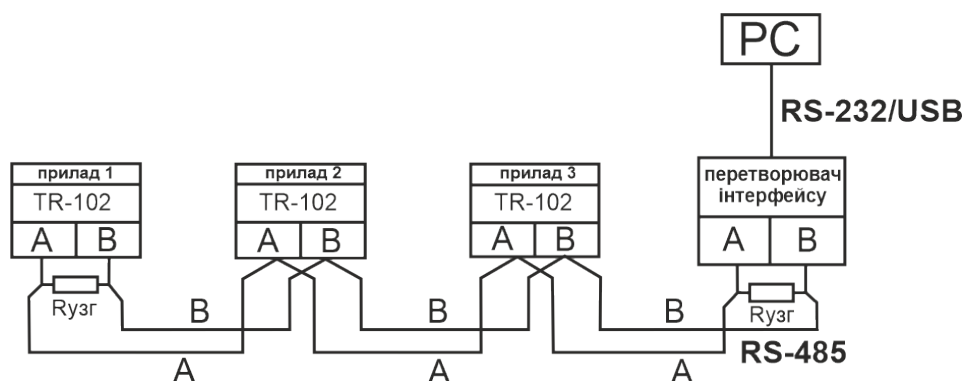 PC
RS-232/USB
прилад 1
TR-102
A B
Rузг
прилад 2
TR-102
A B
прилад 3
TR-102
A B
перетворювач
інтерфейсу
A B
Rузг
B
B
B
A
A
A
RS-485